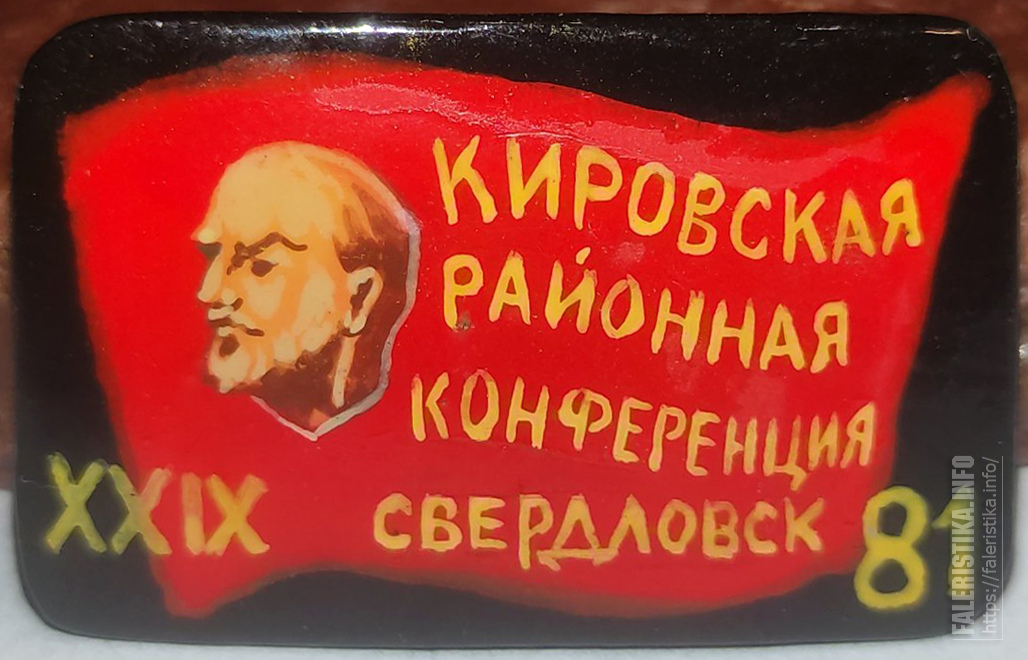 КИРОВСКАЯ
РАЙОННАЯ
КОНФЕРЕНЦИЯ
XXIX СВЕРДЛОВСК 81
FALERISTIKA.INFO
https://faleristika.info/